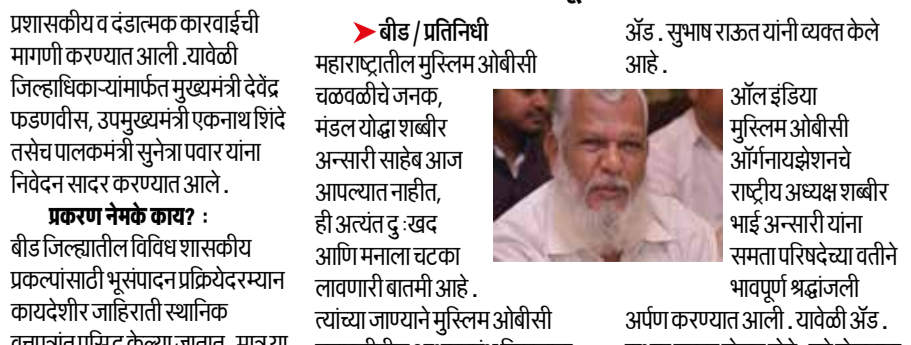 प्रशासकीय व दंडात्मक कारवाईची
मागणी करण्यात आली .यावेळी
जिल्हाधिकाऱ्यांमार्फत मुख्यमंत्री देवेंद्र
फडणवीस, उपमुख्यमंत्री एकनाथ शिंदे
तसेच पालकमंत्री सुनेत्रा पवार यांना
निवेदन सादर करण्यात आले .
प्रकरण नेमके काय? :
बीड जिल्ह्यातील विविध शासकीय
प्रकल्पांसाठी भूसंपादन प्रक्रियेदरम्यान
कायदेशीर जाहिराती स्थानिक
बीड / प्रतिनिधी
महाराष्ट्रातील मुस्लिम ओबीसी
चळवळीचे जनक,
मंडल योद्धा शब्बीर
अन्सारी साहेब आज
आपल्यात नाहीत,
ही अत्यंत दु :खद
आणि मनाला चटका
लावणारी बातमी आहे .
त्यांच्या जाण्याने मुस्लिम ओबीसी
ॲड . सुभाष राऊत यांनी व्यक्त केले
आहे .
ऑल इंडिया
मुस्लिम ओबीसी
ऑर्गनायझेशनचे
राष्ट्रीय अध्यक्ष शब्बीर
भाई अन्सारी यांना
समता परिषदेच्या वतीने
भावपूर्ण श्रद्धांजली
अर्पण करण्यात आली . यावेळी ॲड .